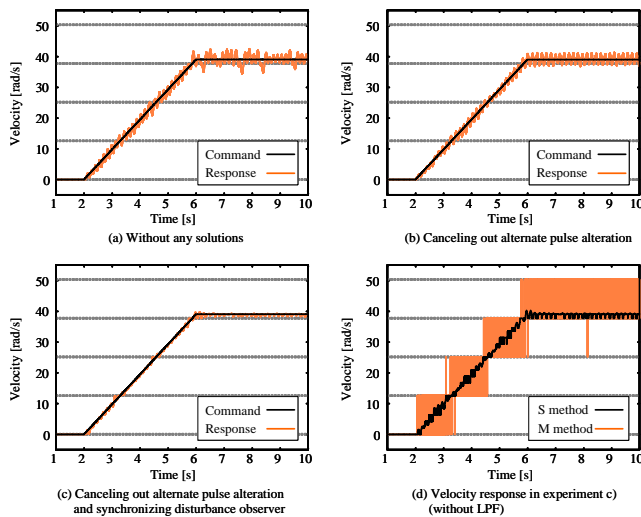 50
40
30
20
10
0
Velocity [rad/s]
Command
Response
1 2 3 4 5 6 7 8 9 10
Time [s]
(a) Without any solutions
50
40
30
20
10
0
Velocity [rad/s]
Command
Response
1 2 3 4 5 6 7 8 9 10
Time [s]
(b) Canceling out alternate pulse alteration
50
40
30
20
10
0
Velocity [rad/s]
Command
Response
1 2 3 4 5 6 7 8 9 10
Time [s]
(c) Canceling out alternate pulse alteration
and synchronizing disturbance observer
50
40
30
20
10
0
Velocity [rad/s]
S method
M method
1 2 3 4 5 6 7 8 9 10
Time [s]
(d) Velocity response in experiment c)
(without LPF)